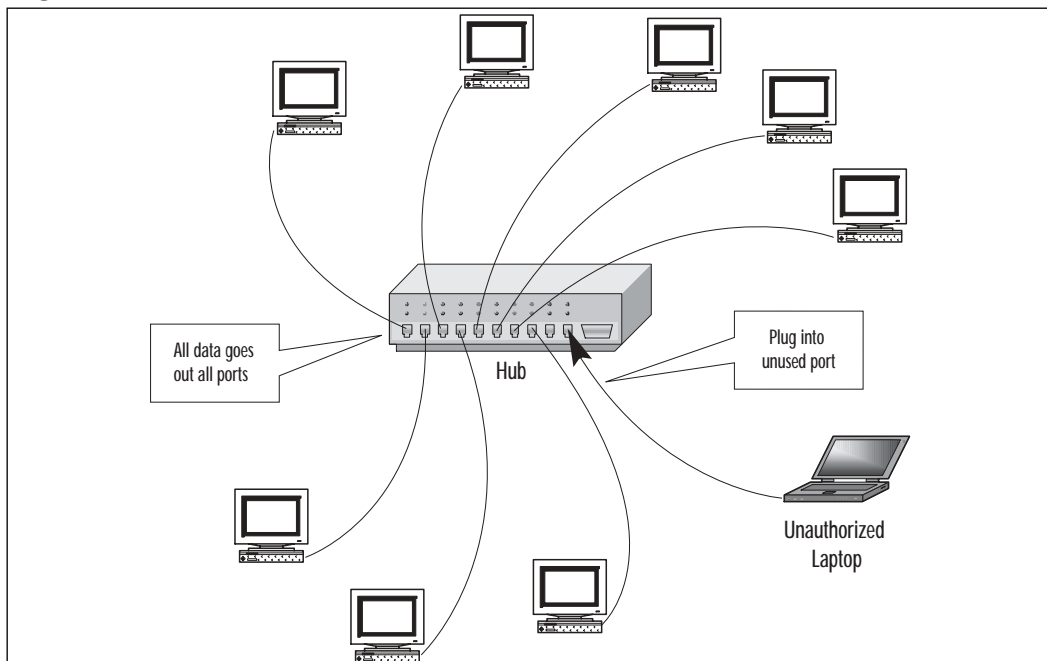 All data goes
out all ports
Hub
Plug into
unused port
Unauthorized
Laptop